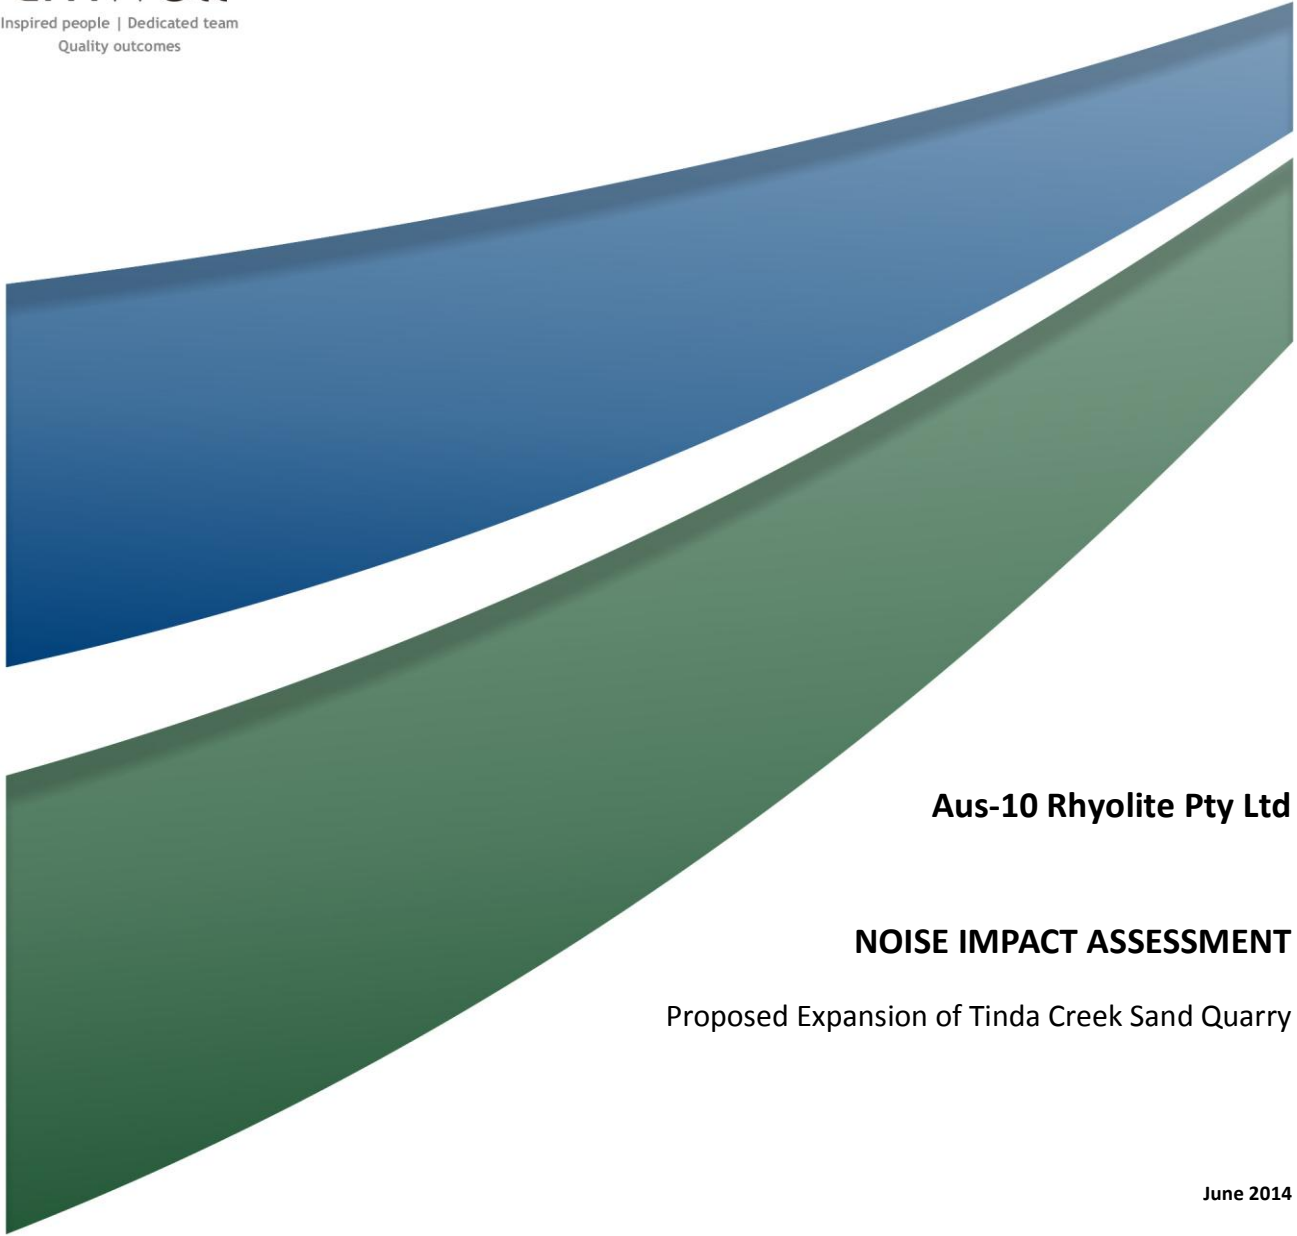 Inspired people | Dedicated team
Quality outcomes
Aus-10 Rhyolite Pty Ltd
NOISE IMPACT ASSESSMENT
Proposed Expansion of Tinda Creek Sand Quarry
June 2014